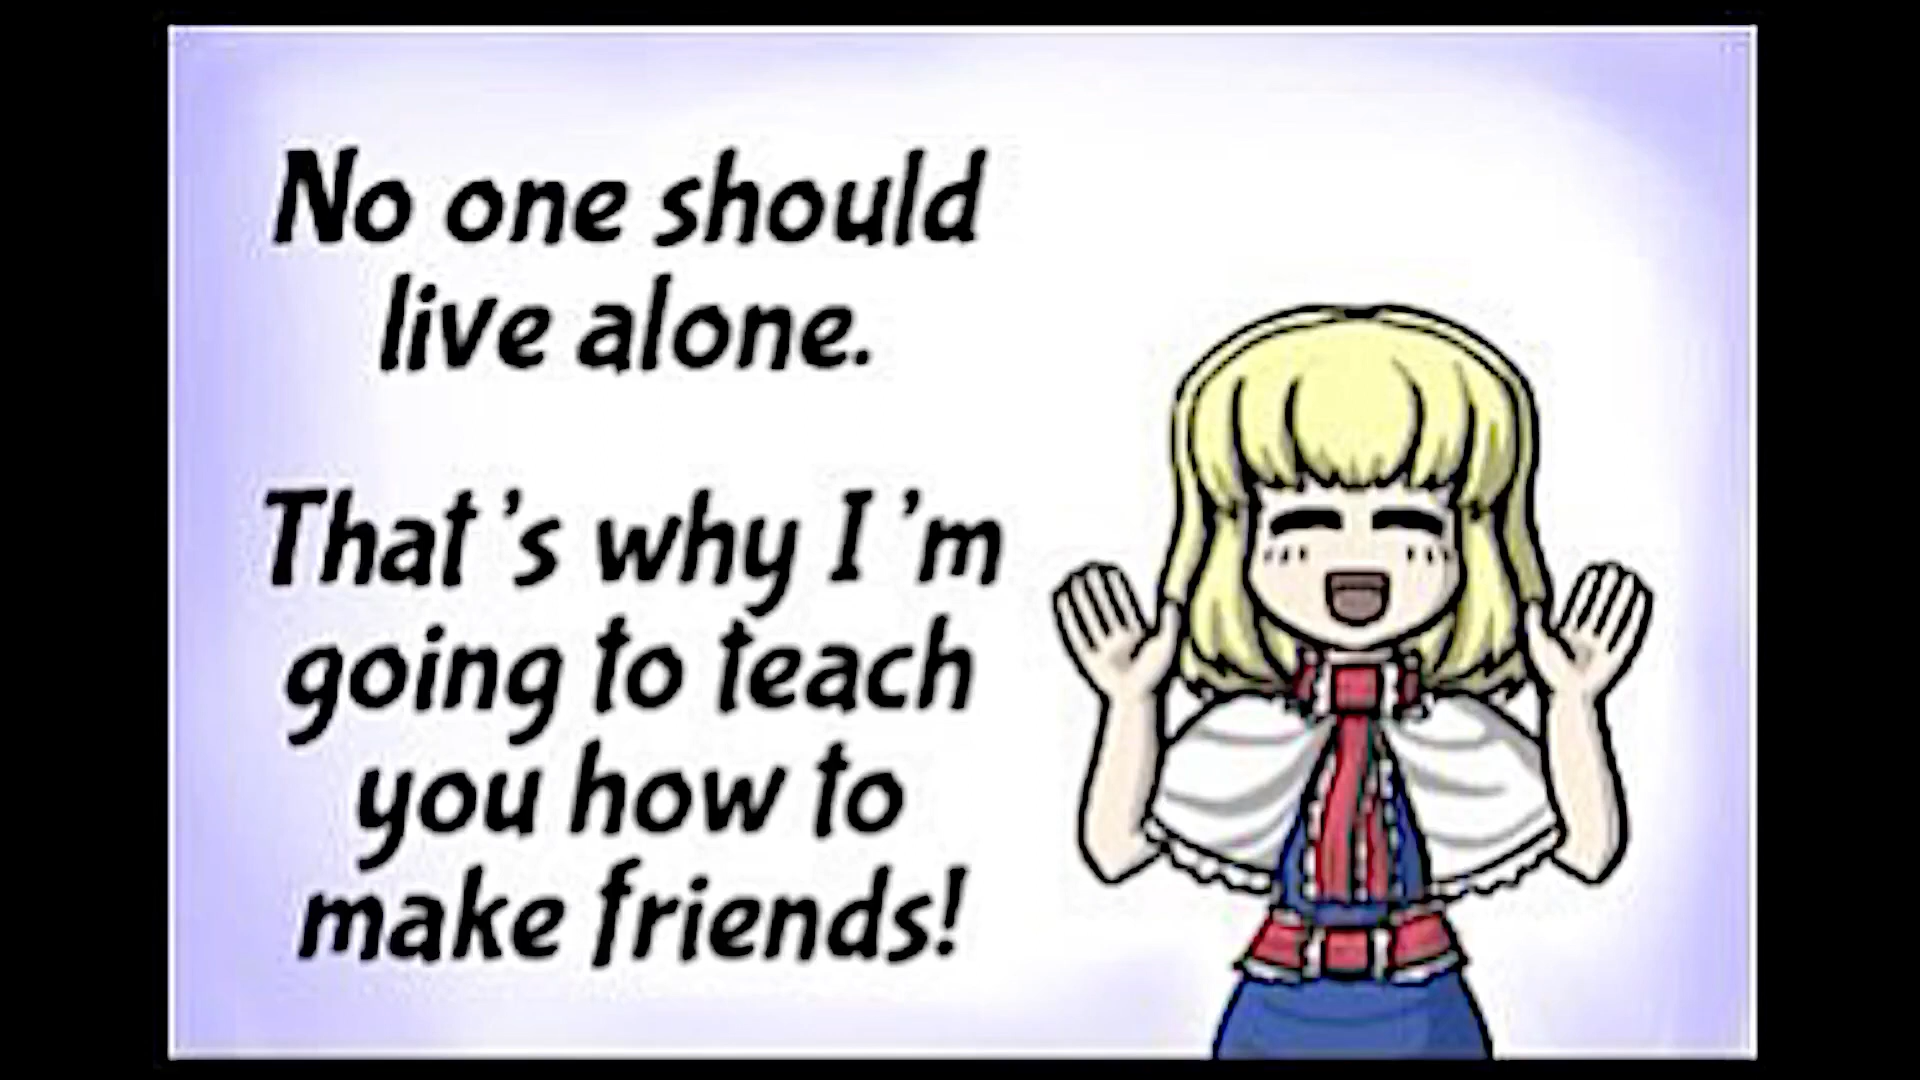 No one should
live alone.
That's why I'm
going to teach
you how to
make friends!